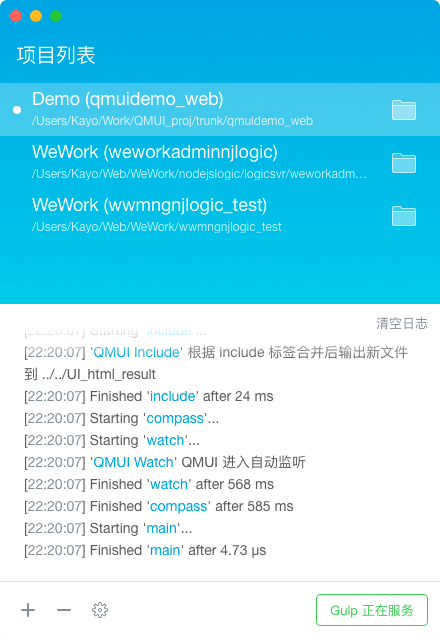 项目列表
Demo (qmuidemo_web)
/Users/Kayo/Work/QMUI_proj/trunk/qmuidemo_web
WeWork (weworkadminnjlogic)
/Users/Kayo/Web/WeWork/nodejslogic/logicsvr/weworkadm...
WeWork (wwmngnjlogic_test)
/Users/Kayo/Web/WeWork/wwmngnjlogic_test
清空日志
[22:20:07] Starting 'include'...
[22:20:07] 'QMUI Include' 根据 include 标签合并后输出新文件
到 ../../UI_html_result
[22:20:07] Finished 'include' after 24 ms
[22:20:07] Starting 'compass'...
[22:20:07] Starting 'watch'...
[22:20:07] 'QMUI Watch' QMUI 进入自动监听
[22:20:07] Finished 'watch' after 568 ms
[22:20:07] Finished 'compass' after 585 ms
[22:20:07] Starting 'main'...
[22:20:07] Finished 'main' after 4.73 μs
Gulp 正在服务